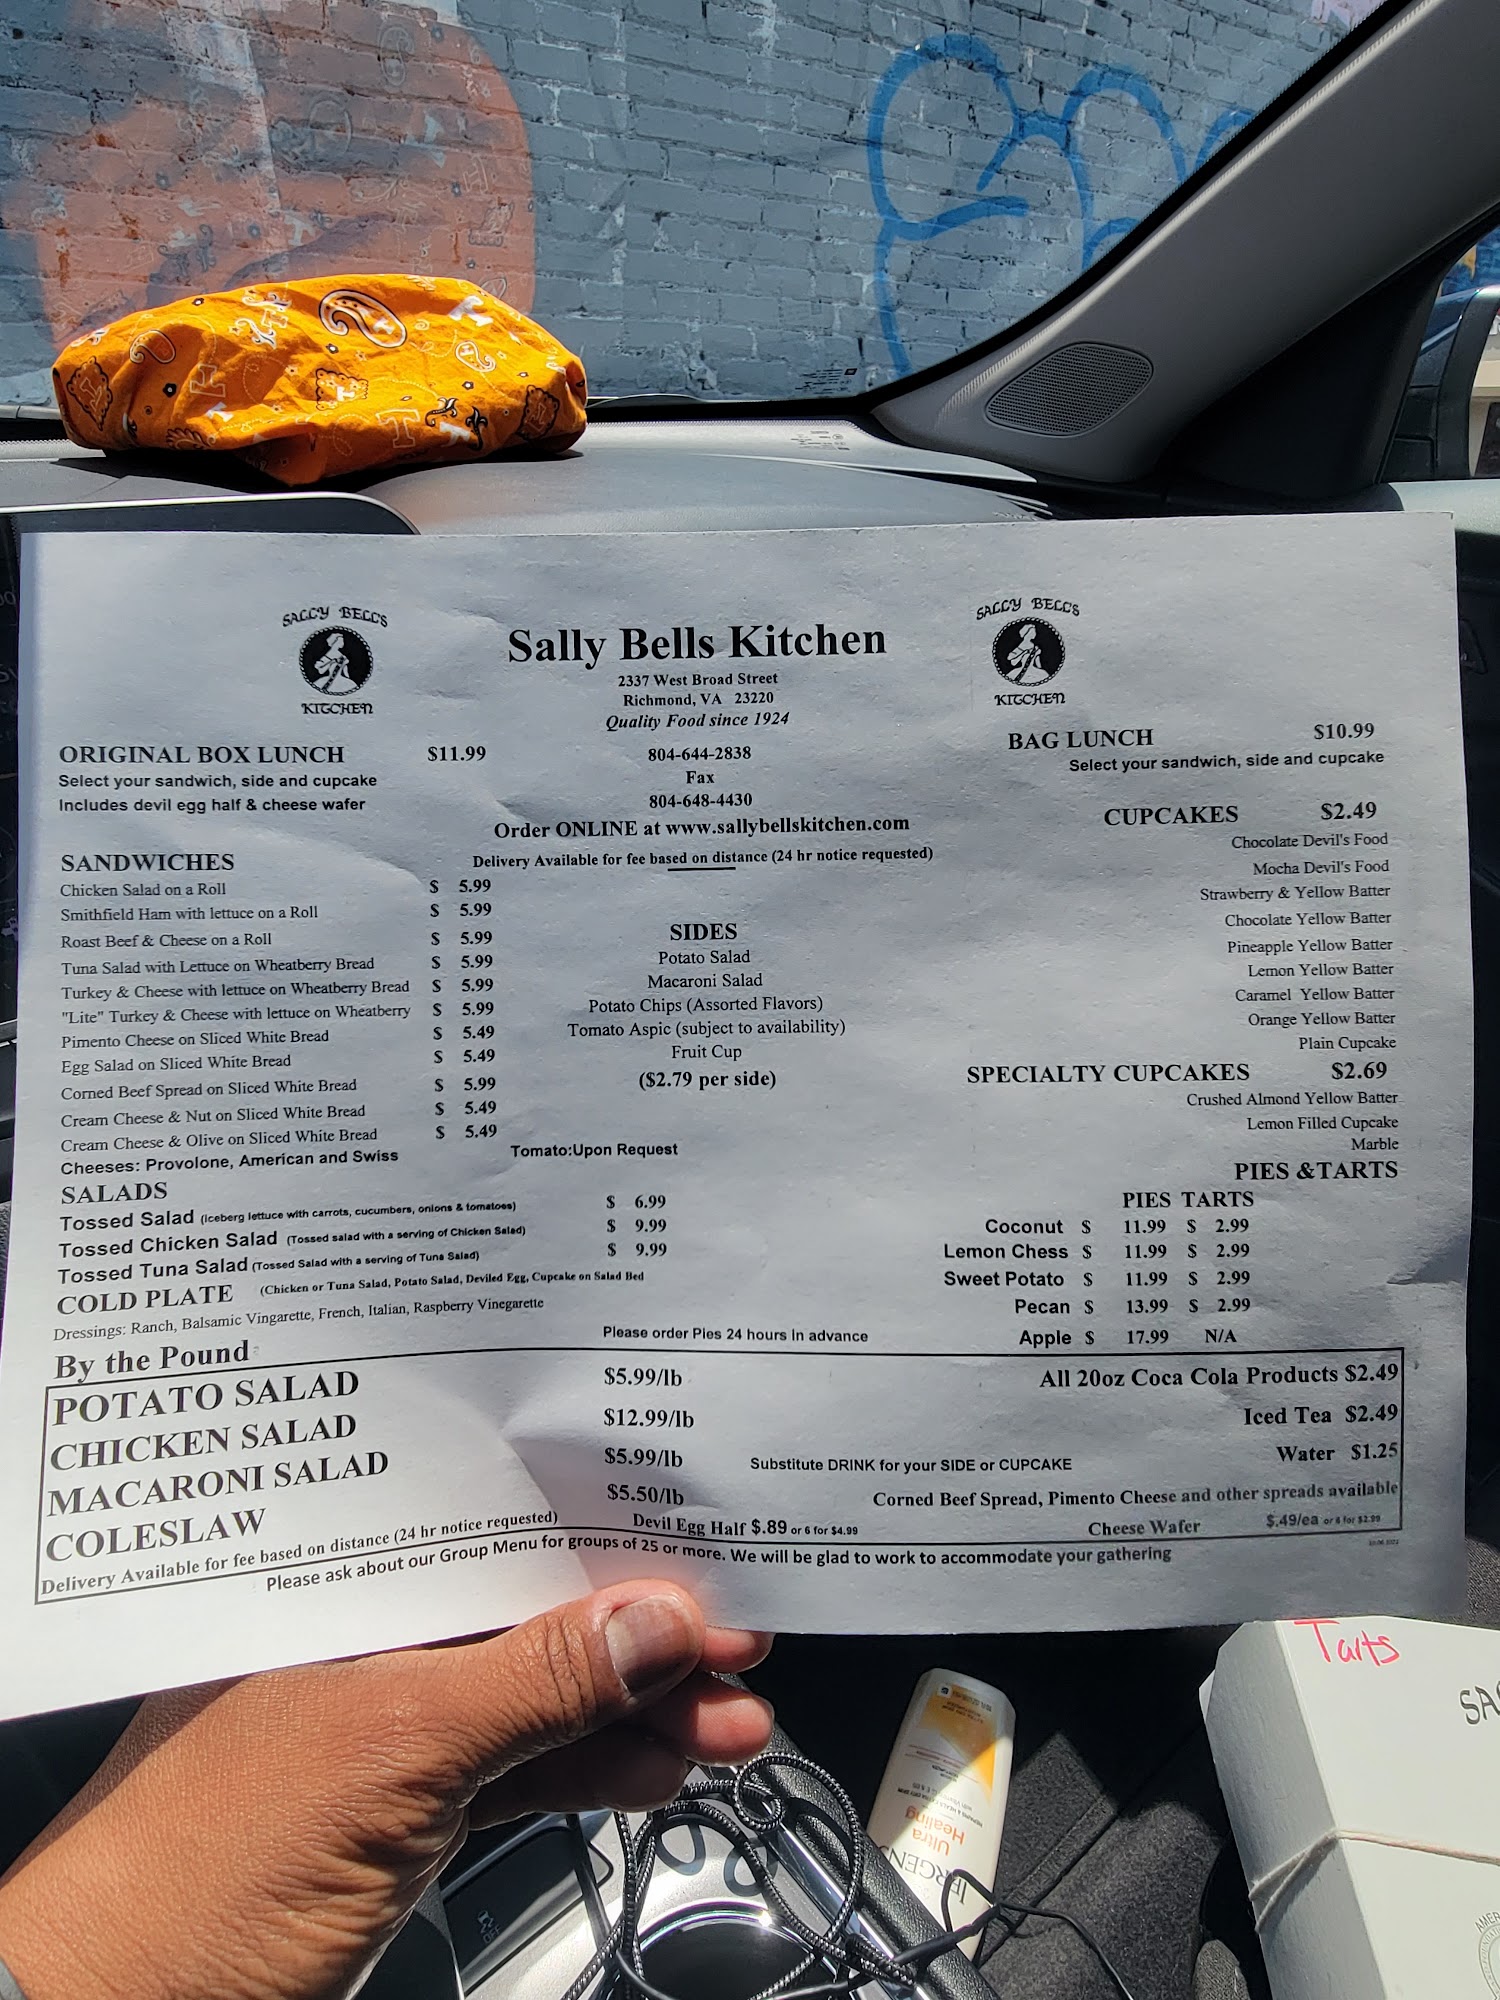 SALLY BELL'S
KITCHEN
Sally Bells Kitchen
2337 West Broad Street
Richmond, VA 23220
Quality Food since 1924
804-644-2838
Fax
804-648-4430
Order ONLINE at www.sallybellskitchen.com
Delivery Available for fee based on distance (24 hr notice requested)
SALLY BELL'S
KITCHEN
ORIGINAL BOX LUNCH $11.99
Select your sandwich, side and cupcake
Includes devil egg half & cheese wafer
SANDWICHES
Chicken Salad on a Roll $ 5.99
Smithfield Ham with lettuce on a Roll $ 5.99
Roast Beef & Cheese on a Roll $ 5.99
Tuna Salad with Lettuce on Wheatberry Bread $ 5.99
Turkey & Cheese with lettuce on Wheatberry Bread $ 5.99
"Lite" Turkey & Cheese with lettuce on Wheatberry $ 5.99
Pimento Cheese on Sliced White Bread $ 5.49
Egg Salad on Sliced White Bread $ 5.49
Corned Beef Spread on Sliced White Bread $ 5.99
Cream Cheese & Nut on Sliced White Bread $ 5.49
Cream Cheese & Olive on Sliced White Bread $ 5.49
Cheeses: Provolone, American and Swiss
Tomato:Upon Request
SIDES
Potato Salad
Macaroni Salad
Potato Chips (Assorted Flavors)
Tomato Aspic (subject to availability)
Fruit Cup
($2.79 per side)
BAG LUNCH $10.99
Select your sandwich, side and cupcake
CUPCAKES $2.49
Chocolate Devil's Food
Mocha Devil's Food
Strawberry & Yellow Batter
Chocolate Yellow Batter
Pineapple Yellow Batter
Lemon Yellow Batter
Caramel Yellow Batter
Orange Yellow Batter
Plain Cupcake
SPECIALTY CUPCAKES $2.69
Crushed Almond Yellow Batter
Lemon Filled Cupcake
Marble
PIES &TARTS
PIES TARTS
Coconut $ 11.99 $ 2.99
Lemon Chess $ 11.99 $ 2.99
Sweet Potato $ 11.99 $ 2.99
Pecan $ 13.99 $ 2.99
Apple $ 17.99 N/A
SALADS
Tossed Salad (iceberg lettuce with carrots, cucumbers, onions & tomatoes) $ 6.99
Tossed Chicken Salad (Tossed salad with a serving of Chicken Salad) $ 9.99
Tossed Tuna Salad (Tossed Salad with a serving of Tuna Salad) $ 9.99
COLD PLATE (Chicken or Tuna Salad, Potato Salad, Deviled Egg, Cupcake on Salad Bed
Dressings: Ranch, Balsamic Vingarette, French, Italian, Raspberry Vinegarette
Please order Pies 24 hours in advance
By the Pound
POTATO SALAD $5.99/lb
CHICKEN SALAD $12.99/lb
MACARONI SALAD $5.99/lb
COLESLAW $5.50/lb
All 20oz Coca Cola Products $2.49
Iced Tea $2.49
Water $1.25
Substitute DRINK for your SIDE or CUPCAKE
Corned Beef Spread, Pimento Cheese and other spreads available
Devil Egg Half $.89 or 6 for $4.99
Cheese Wafer $.49/ea or 6 for $2.99
Delivery Available for fee based on distance (24 hr notice requested)
Please ask about our Group Menu for groups of 25 or more. We will be glad to work to accommodate your gathering
Tarts
JERGENS
Ultra
Healing